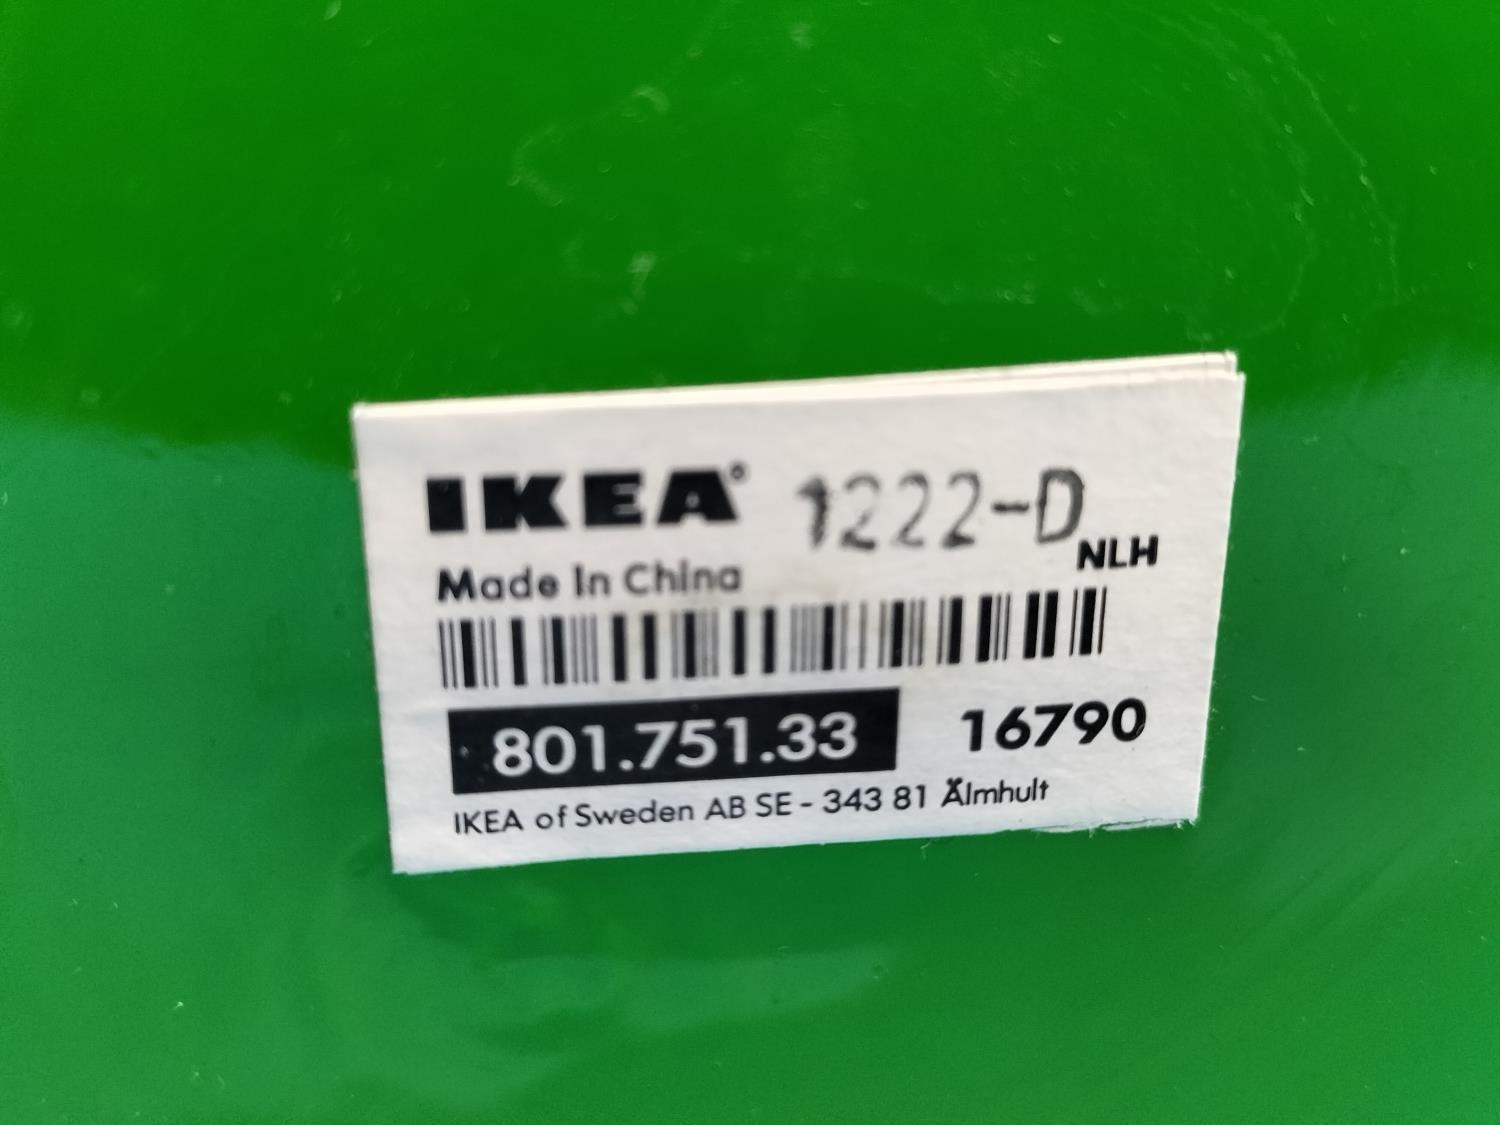 IKEA® 1222-D
NLH
Made In China
801.751.33 16790
IKEA of Sweden AB SE - 343 81 Älmhult